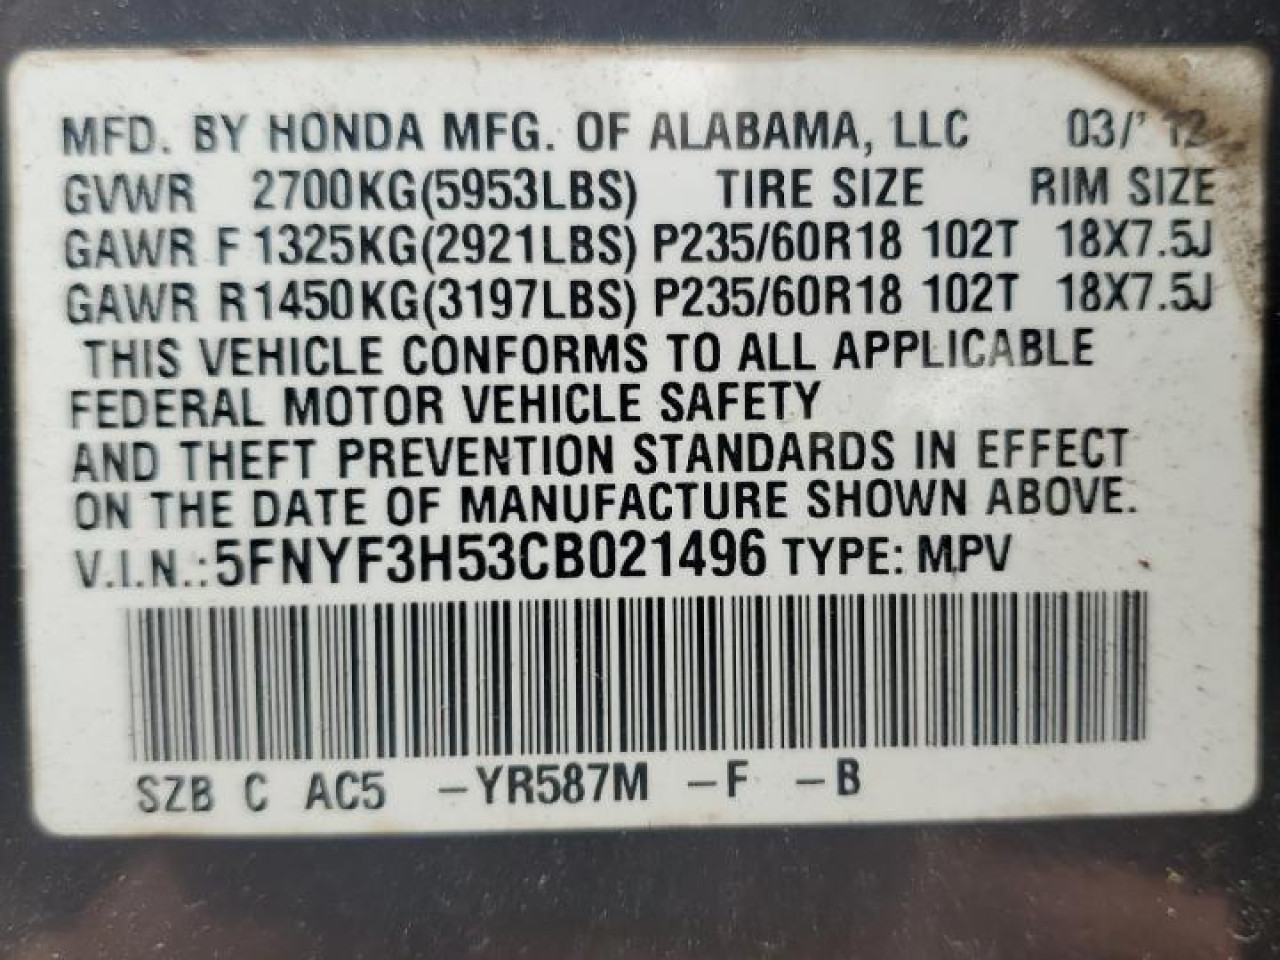 MFD. BY HONDA MFG. OF ALABAMA, LLC 03/'12
GVWR 2700KG(5953LBS) TIRE SIZE RIM SIZE
GAWR F 1325KG(2921LBS) P235/60R18 102T 18X7.5J
GAWR R1450KG(3197LBS) P235/60R18 102T 18X7.5J
THIS VEHICLE CONFORMS TO ALL APPLICABLE
FEDERAL MOTOR VEHICLE SAFETY
AND THEFT PREVENTION STANDARDS IN EFFECT
ON THE DATE OF MANUFACTURE SHOWN ABOVE.
V.I.N.:5FNYF3H53CB021496 TYPE: MPV
SZB C AC5 –YR587M –F –B